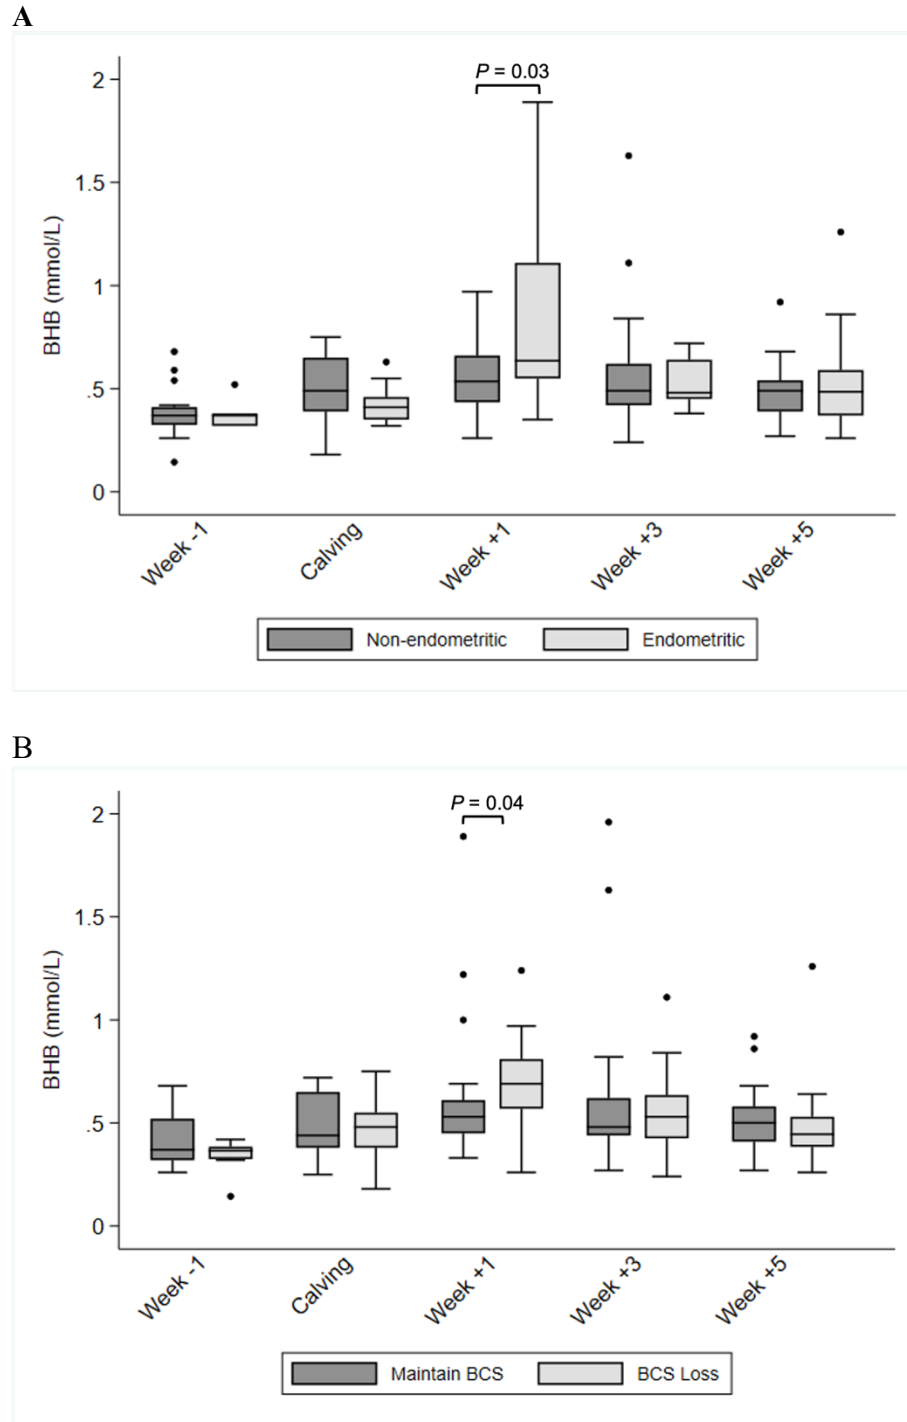 A
P = 0.03
2
1.5
1
.5
0
BHB (mmol/L)
Week -1
Calving
Week +1
Week +3
Week +5
Non-endometritic
Endometritic
B
P = 0.04
2
1.5
1
.5
0
BHB (mmol/L)
Week -1
Calving
Week +1
Week +3
Week +5
Maintain BCS
BCS Loss